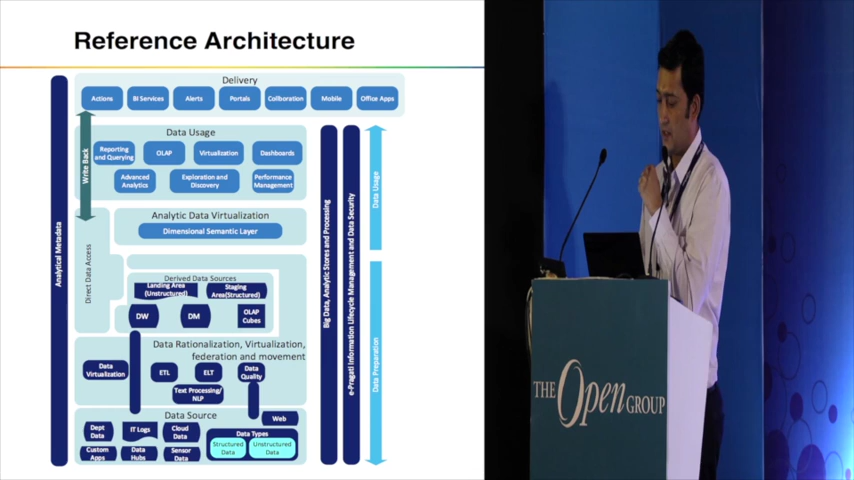 Reference Architecture
Delivery
Actions
BI Services
Alerts
Portals
Collboration
Mobile
Office Apps
Write Back
Data Usage
Reporting
and Querying
OLAP
Virtualization
Dashboards
Advanced
Analytics
Exploration and
Discovery
Performance
Management
Analytic Data Virtualization
Dimensional Semantic Layer
Analytical Metadata
Direct Data Access
Derived Data Sources
Landing Area
(Unstructured)
Staging
Area(Structured)
DW
DM
OLAP
Cubes
Data Rationalization, Virtualization,
federation and movement
Data
Virtualization
ETL
ELT
Data
Quality
Text Processing/
NLP
Data Source
Web
Dept
Data
IT Logs
Cloud
Data
Data Types
Structured
Data
Unstructured
Data
Custom
Apps
Data
Hubs
Sensor
Data
Big Data, Analytic Stores and Processing
e-Pragati Information Lifecycle Management and Data Security
Data Usage
Data Preparation
THE Open GROUP